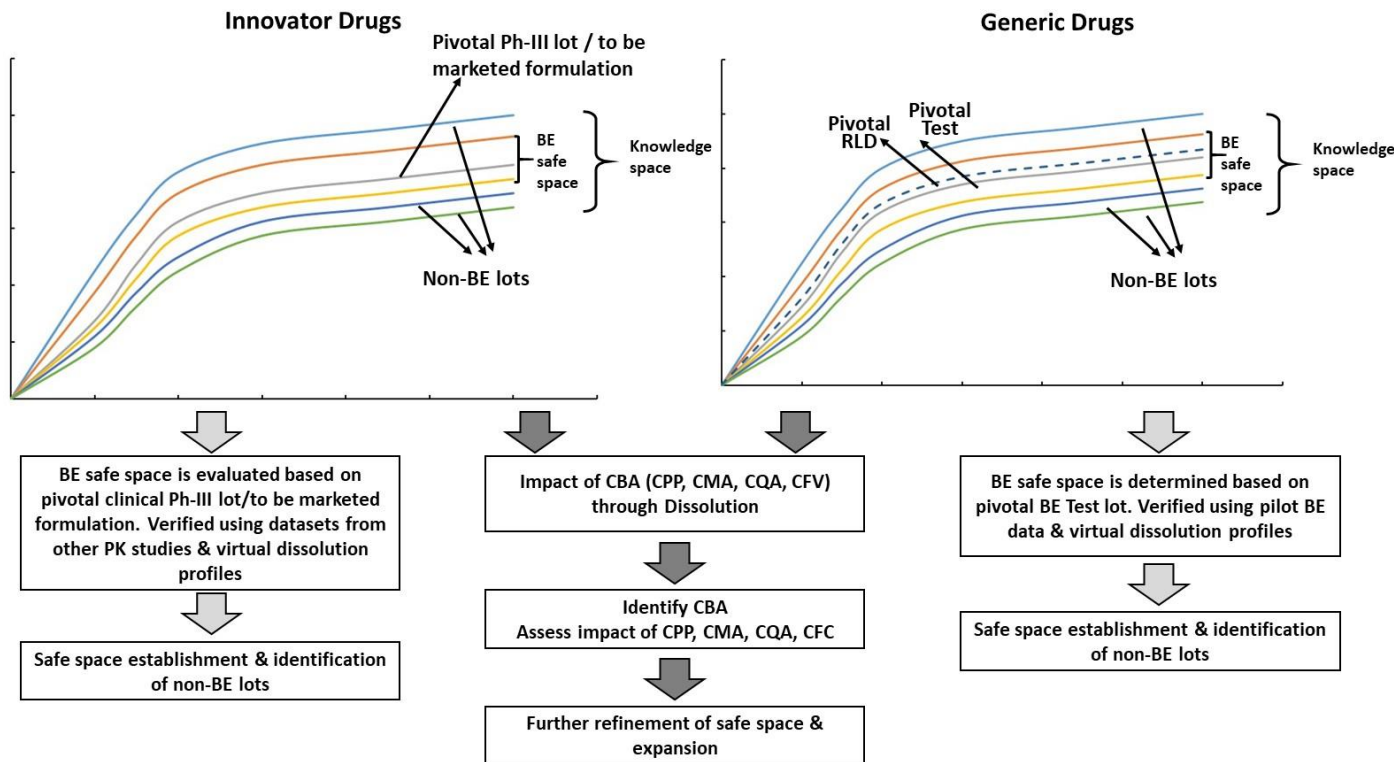 Innovator Drugs
Pivotal Ph-III lot / to be
marketed formulation
BE
safe
space
Knowledge
space
Non-BE lots
Generic Drugs
Pivotal
RLD
Pivotal
Test
BE
safe
space
Knowledge
space
Non-BE lots
BE safe space is evaluated based on
pivotal clinical Ph-III lot/to be marketed
formulation. Verified using datasets from
other PK studies & virtual dissolution
profiles
Safe space establishment & identification
of non-BE lots
Impact of CBA (CPP, CMA, CQA, CFV)
through Dissolution
Identify CBA
Assess impact of CPP, CMA, CQA, CFC
Further refinement of safe space &
expansion
BE safe space is determined based on
pivotal BE Test lot. Verified using pilot BE
data & virtual dissolution profiles
Safe space establishment & identification
of non-BE lots